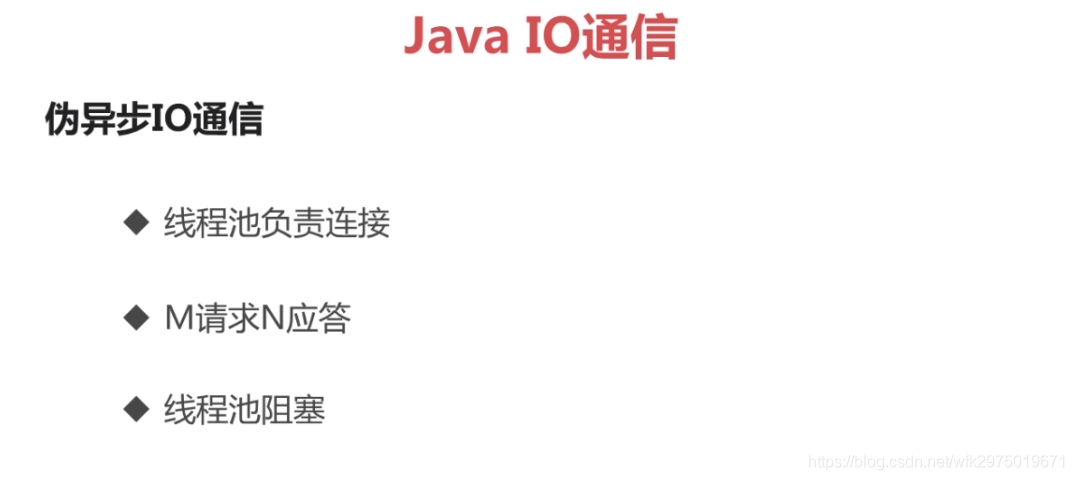 Java IO通信
伪异步IO通信
◆ 线程池负责连接
◆ M请求N应答
◆ 线程池阻塞
https://blog.csdn.net/wfk2975019671